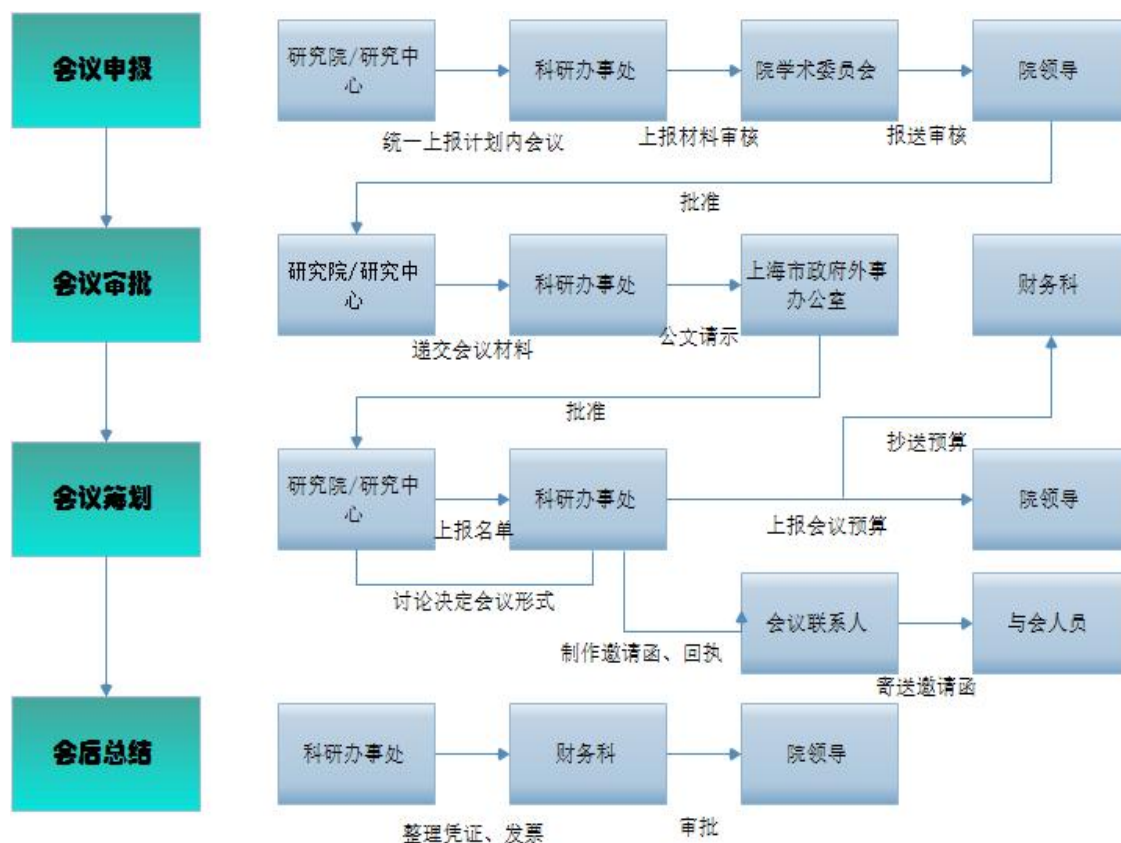 会议申报
研究院/研究中
心
科研办事处
院学术委员会
院领导
统一上报计划内会议
上报材料审核
报送审核
批准
会议审批
研究院/研究中
心
科研办事处
上海市政府外事
办公室
财务科
递交会议材料
公文请示
批准
抄送预算
会议筹划
研究院/研究中
心
科研办事处
院领导
上报名单
上报会议预算
讨论决定会议形式
会议联系人
与会人员
制作邀请函、回执
寄送邀请函
会后总结
科研办事处
财务科
院领导
整理凭证、发票
审批